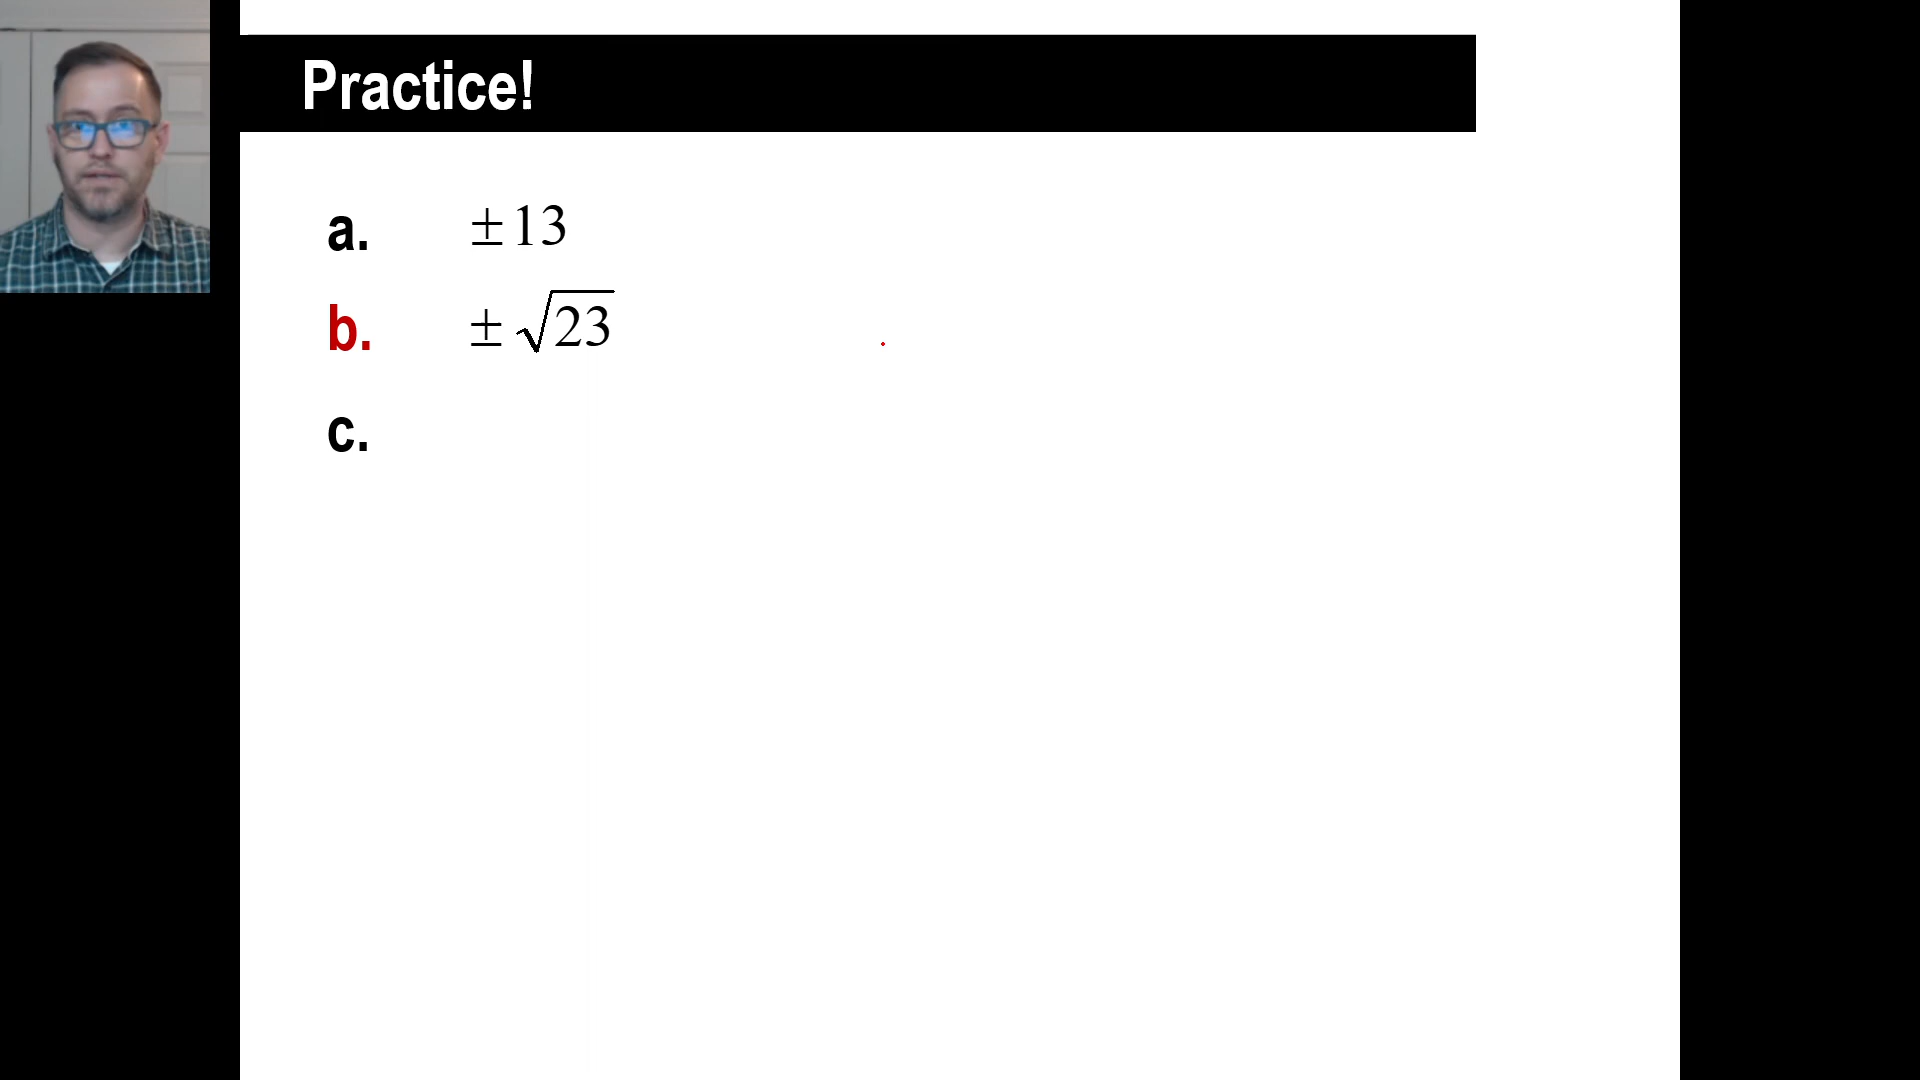 Practice!
a. ±13
b. ±√23
c.